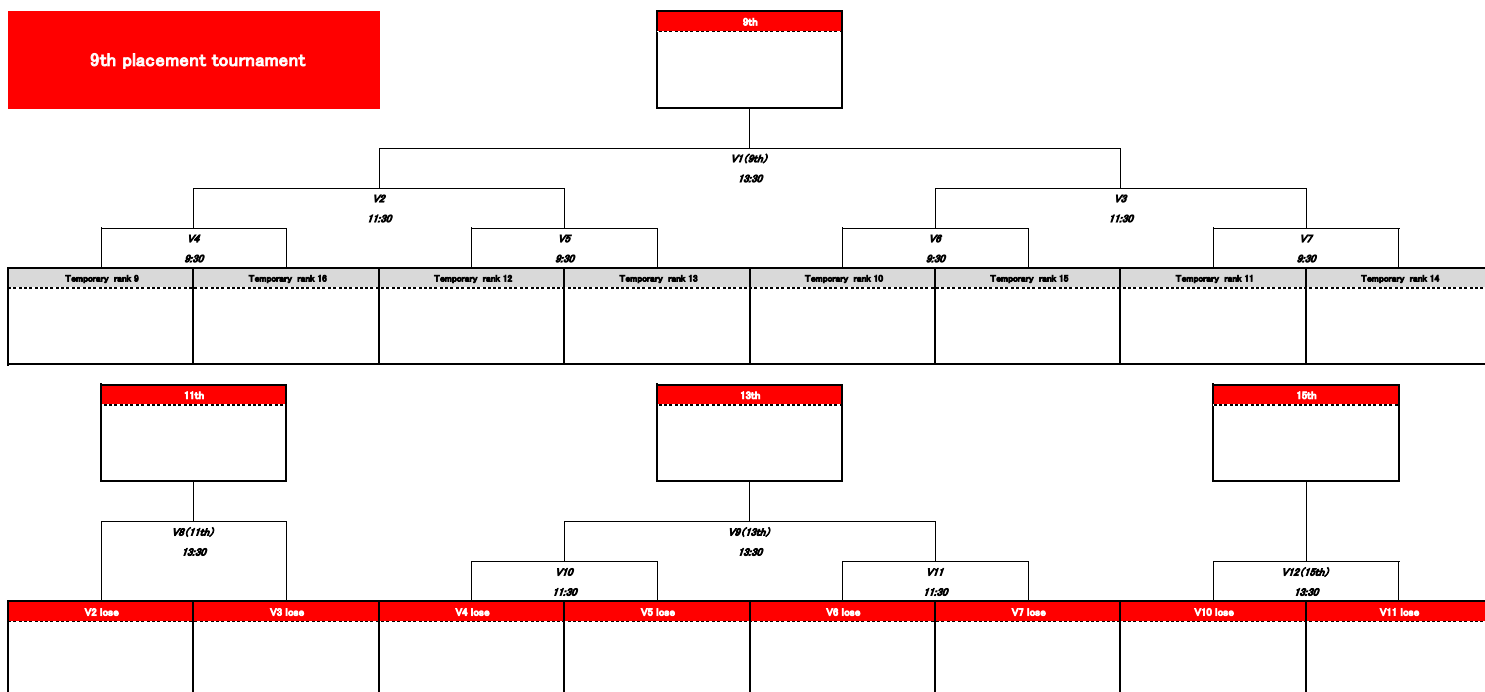 9th
9th placement tournament
V1(9th)
13:30
V2
V3
11:30
11:30
V4
V5
V6
V7
9:30
9:30
9:30
9:30
Temporary rank 9
Temporary rank 16
Temporary rank 12
Temporary rank 13
Temporary rank 10
Temporary rank 15
Temporary rank 11
Temporary rank 14
11th
13th
15th
V8(11th)
V9(13th)
13:30
13:30
V10
V11
V12(15th)
11:30
11:30
13:30
V2 lose
V3 lose
V4 lose
V5 lose
V6 lose
V7 lose
V10 lose
V11 lose